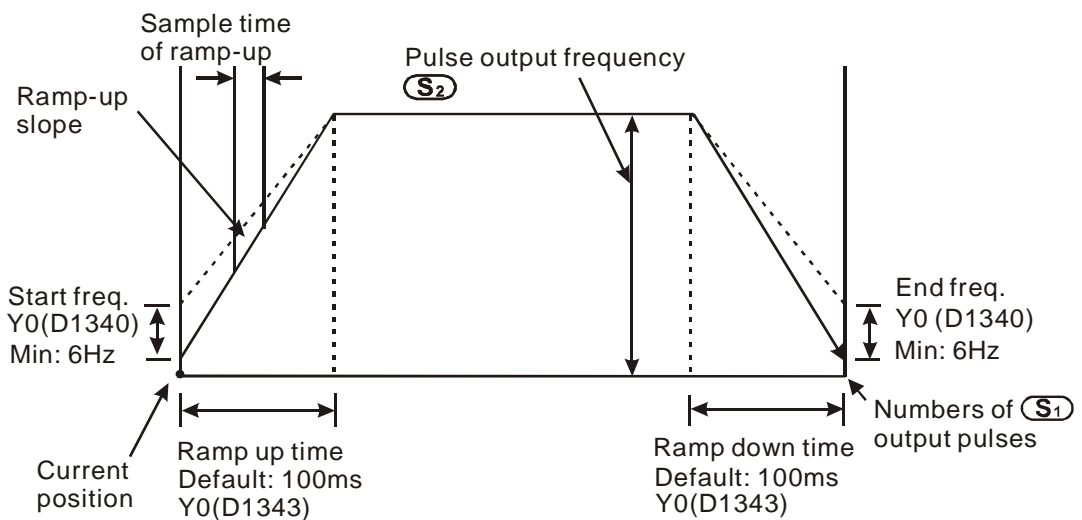 Sample time
of ramp-up
Pulse output frequency
S2
Ramp-up
slope
Start freq.
Y0(D1340)
Min: 6Hz
End freq.
Y0 (D1340)
Min: 6Hz
Current
position
Ramp up time
Default: 100ms
Y0(D1343)
Ramp down time
Default: 100ms
Y0(D1343)
Numbers of S1
output pulses